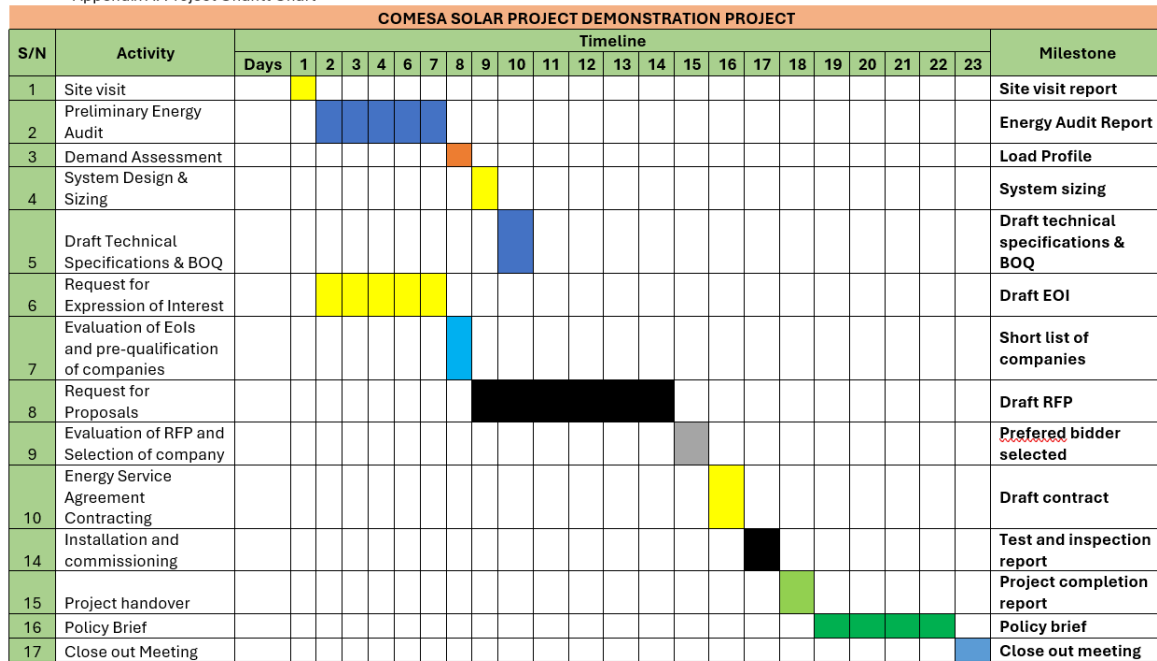 COMESA SOLAR PROJECT DEMONSTRATION PROJECT
S/N Activity Timeline Milestone
Days 1 2 3 4 6 7 8 9 10 11 12 13 14 15 16 17 18 19 20 21 22 23
1 Site visit Site visit report
Preliminary Energy
2 Audit Energy Audit Report
3 Demand Assessment Load Profile
System Design &
4 Sizing System sizing
Draft technical
Draft Technical specifications &
5 Specifications & BOQ BOQ
Request for
6 Expression of Interest Draft EOI
Evaluation of EoIs
and pre-qualification Short list of
7 of companies companies
Request for
8 Proposals Draft RFP
Evaluation of RFP and Prefered bidder
9 Selection of company selected
Energy Service
Agreement Draft contract
10 Contracting
Installation and Test and inspection
14 commissioning report
Project completion
15 Project handover report
16 Policy Brief Policy brief
17 Close out Meeting Close out meeting